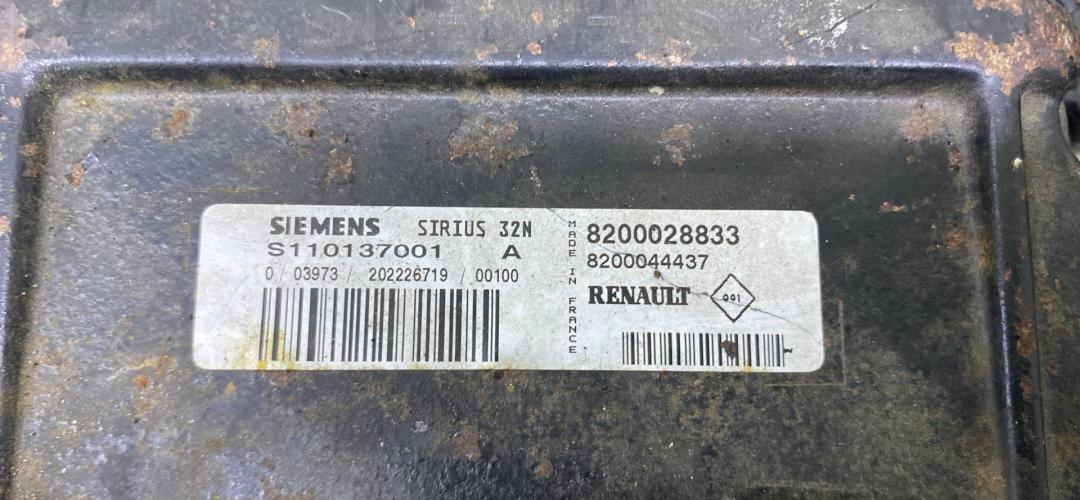 SIEMENS SIRIUS 32N
S110137001 A
0 / 03973 / 202226719 / 00100
MADE IN FRANCE
8200028833
8200044437
RENAULT 001